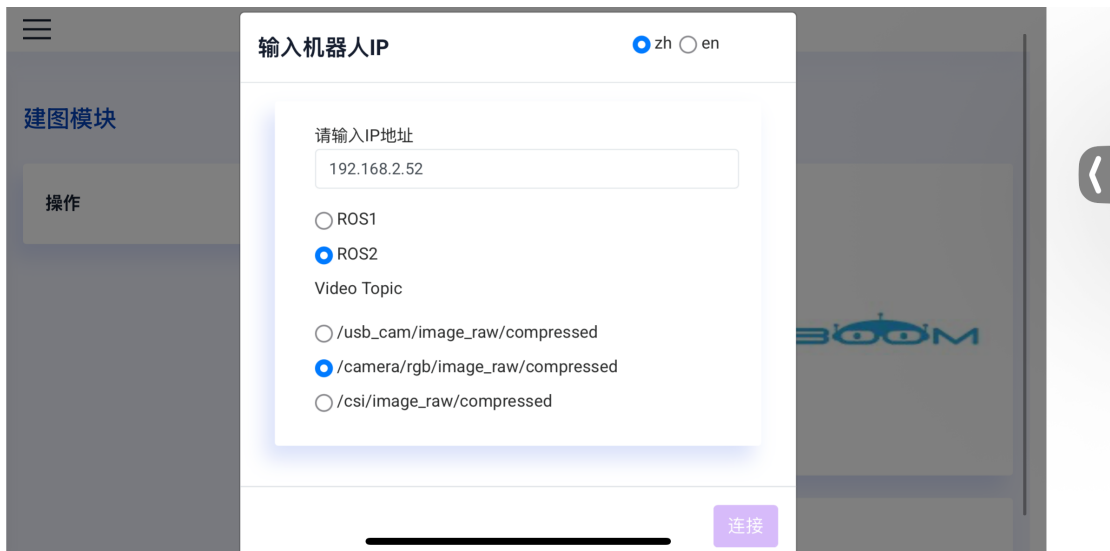 输入机器人IP
zh en
建图模块
请输入IP地址
192.168.2.52
操作
ROS1
ROS2
Video Topic
/usb_cam/image_raw/compressed
/camera/rgb/image_raw/compressed
/csi/image_raw/compressed
连接